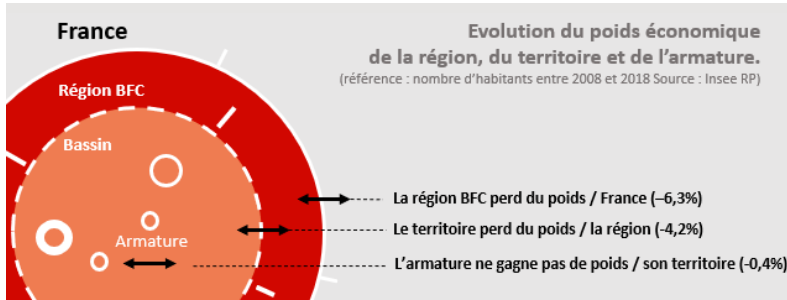 France
Evolution du poids économique
de la région, du territoire et de l’armature.
(référence : nombre d’habitants entre 2008 et 2018 Source : Insee RP)
Région BFC
Bassin
Armature
La région BFC perd du poids / France (–6,3%)
Le territoire perd du poids / la région (-4,2%)
L’armature ne gagne pas de poids / son territoire (-0,4%)